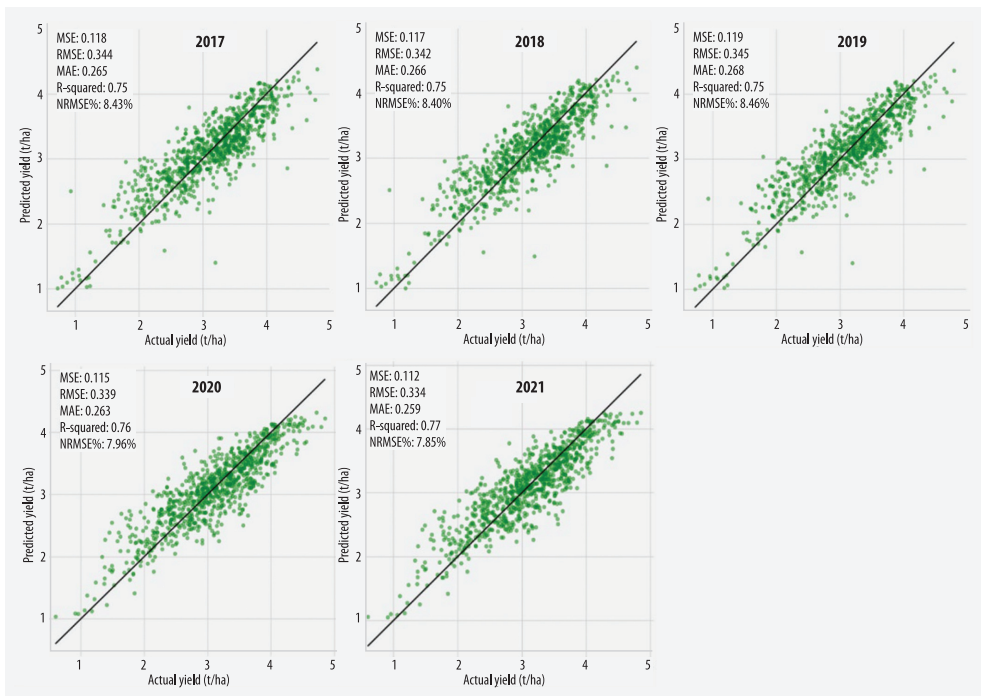 2017
MSE: 0.118
RMSE: 0.344
MAE: 0.265
R-squared: 0.75
NRMSE%: 8.43%
5
4
3
2
1
Predicted yield (t/ha)
1 2 3 4 5
Actual yield (t/ha)
2018
MSE: 0.117
RMSE: 0.342
MAE: 0.266
R-squared: 0.75
NRMSE%: 8.40%
5
4
3
2
1
Predicted yield (t/ha)
1 2 3 4 5
Actual yield (t/ha)
2019
MSE: 0.119
RMSE: 0.345
MAE: 0.268
R-squared: 0.75
NRMSE%: 8.46%
5
4
3
2
1
Predicted yield (t/ha)
1 2 3 4 5
Actual yield (t/ha)
2020
MSE: 0.115
RMSE: 0.339
MAE: 0.263
R-squared: 0.76
NRMSE%: 7.96%
5
4
3
2
1
Predicted yield (t/ha)
1 2 3 4 5
Actual yield (t/ha)
2021
MSE: 0.112
RMSE: 0.334
MAE: 0.259
R-squared: 0.77
NRMSE%: 7.85%
5
4
3
2
1
Predicted yield (t/ha)
1 2 3 4 5
Actual yield (t/ha)